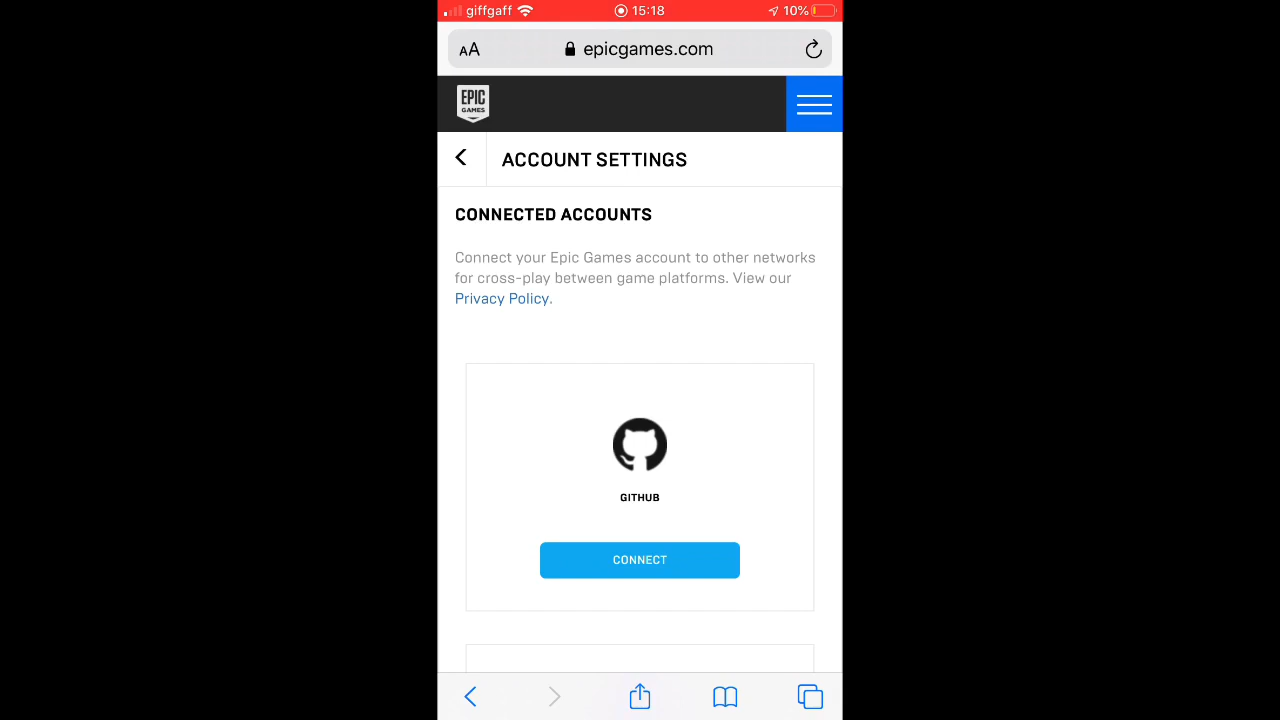 giffgaff 15:18 10%
AA epicgames.com
EPIC
GAMES
ACCOUNT SETTINGS
CONNECTED ACCOUNTS
Connect your Epic Games account to other networks
for cross-play between game platforms. View our
Privacy Policy.
GITHUB
CONNECT